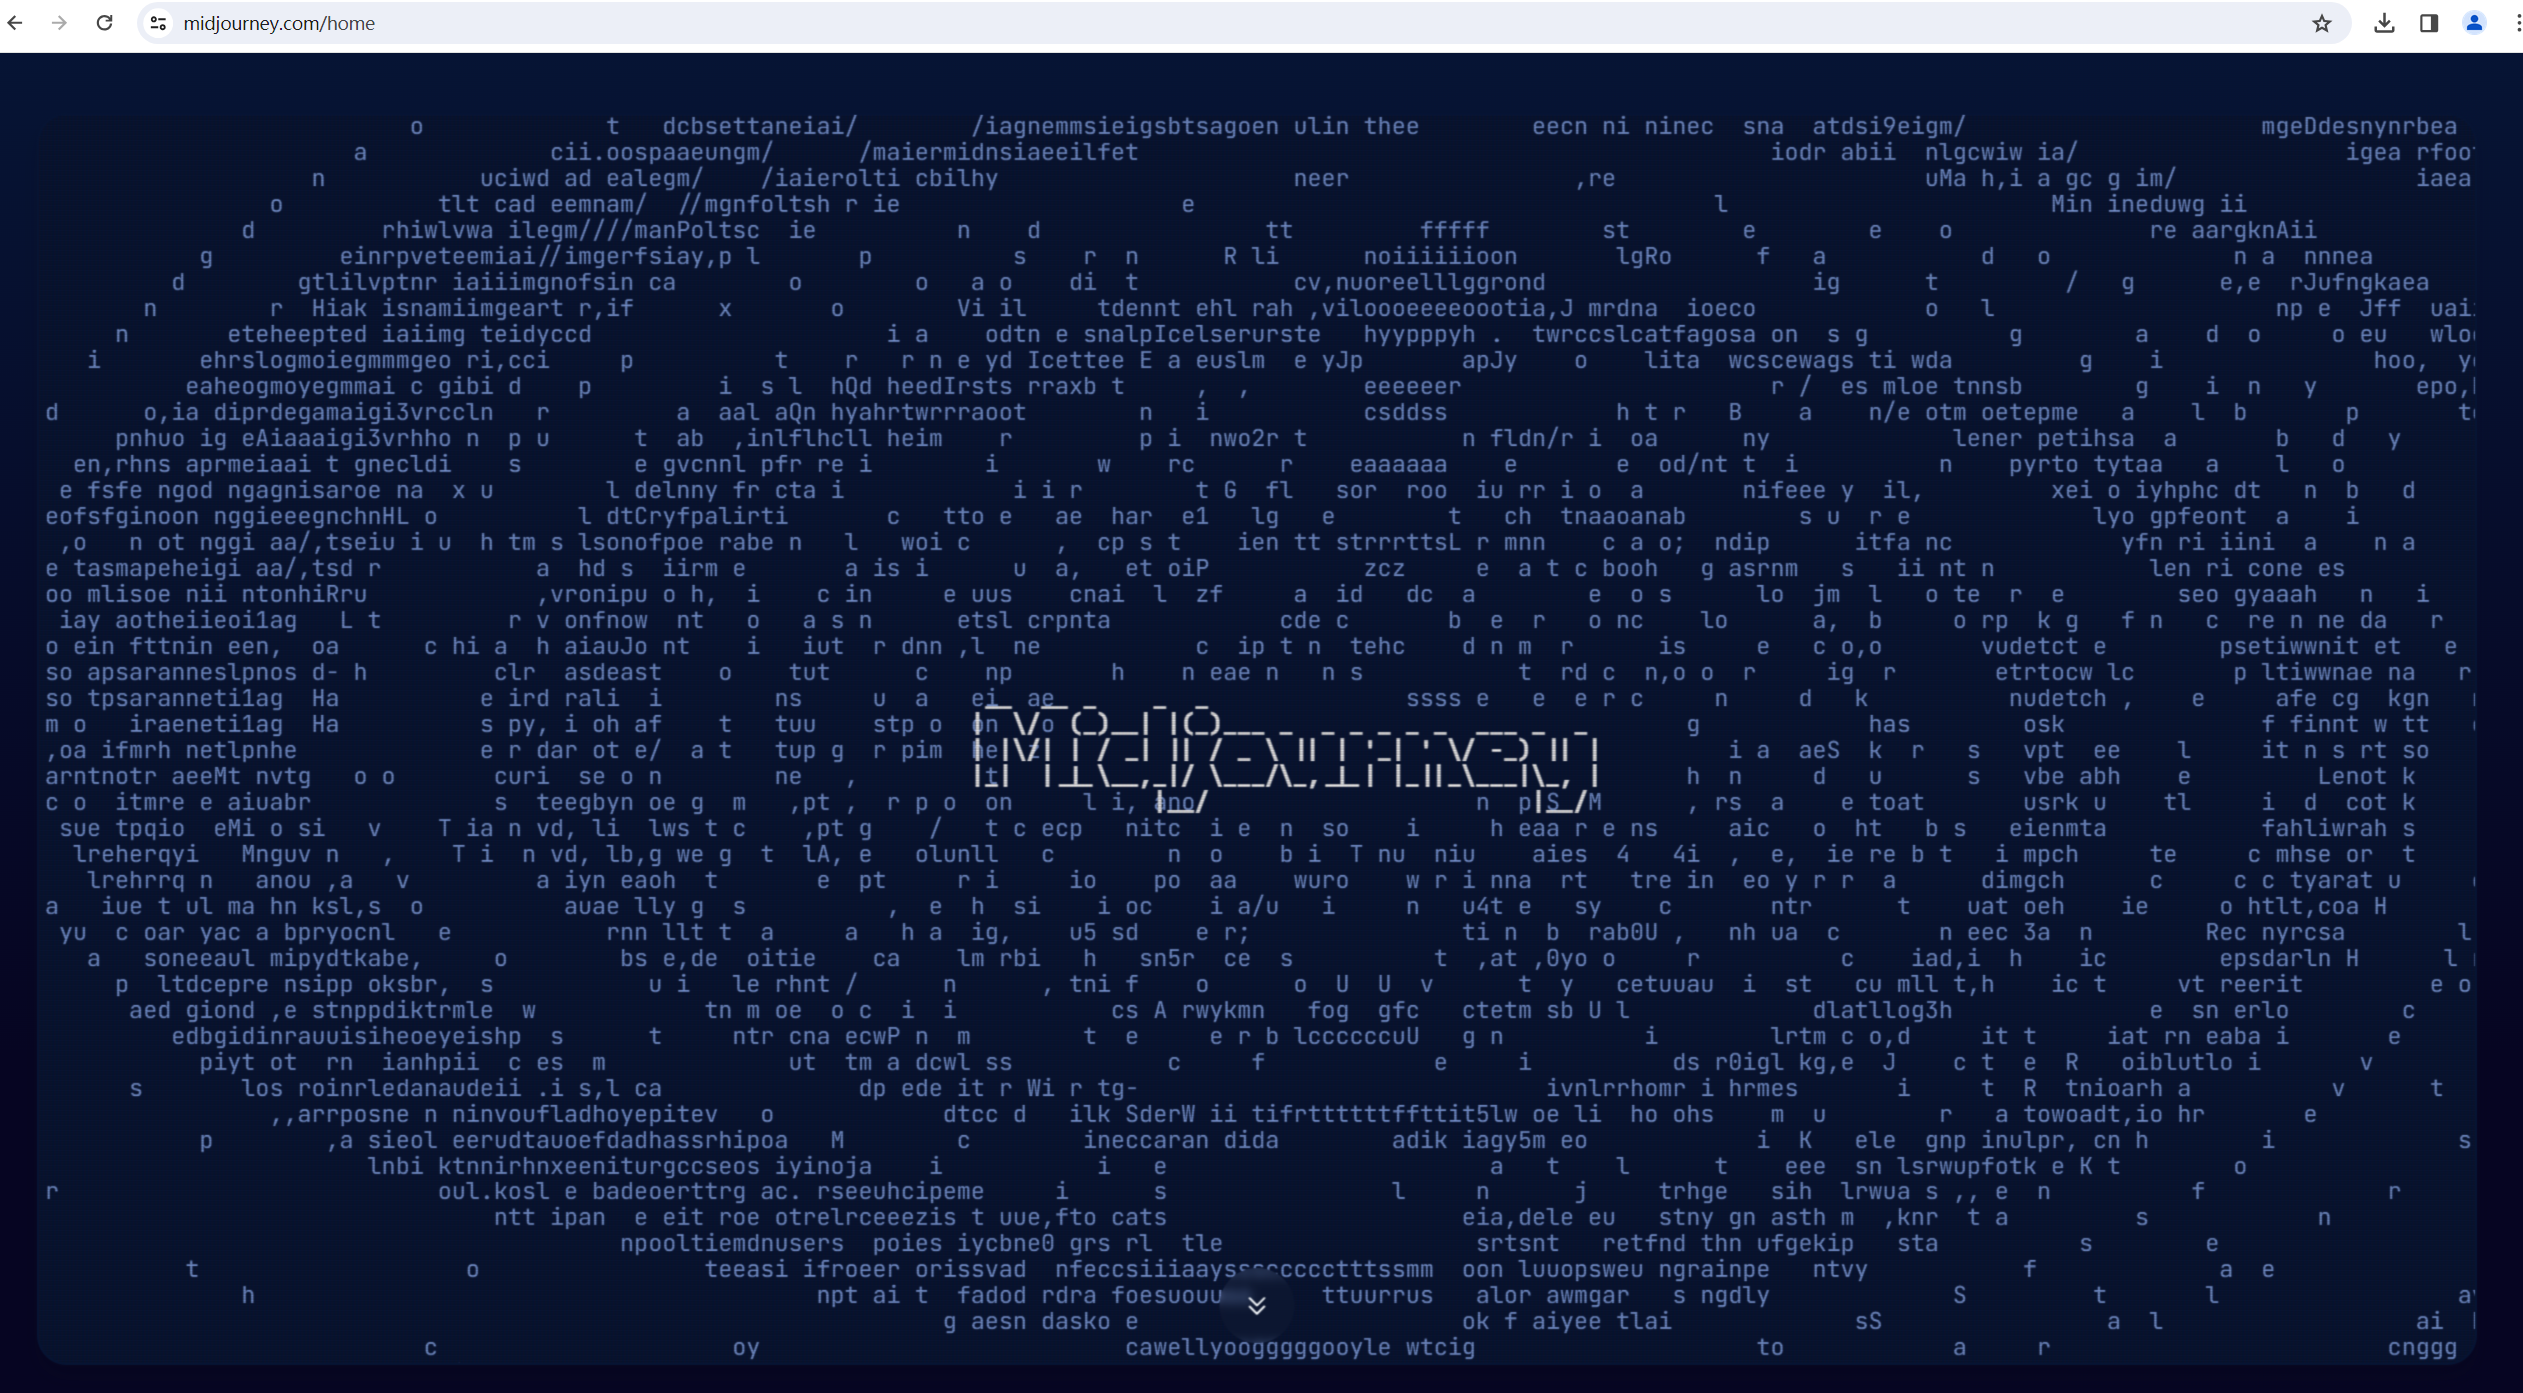 midjourney.com/home
o t dcbsettaneiai/ /iagnemmsieigsbtsagoen ulin thee eecn ni ninec sna atdsi9eigm/ mgeDdesnynrbea
a cii.oospaaeungm/ /maiermidnsiaeeilfet iodr abii nlgcwiw ia/ igea
n uciwd ad ealegm/ /iaierolti cbilhy neer ,re uMa h,i a gc g im/ iaea
o tlt cad eemnam/ //mgnfoltsh r ie e l Min ineduwg ii
d rhiwlvwa ilegm////manPoltsc ie n d tt fffff st e e o re aargknAii
g einrpveteemiai//imgerfsiay,p l p s r n R li noiiiiiioon lgRo f a d o n a nnnea
d gtlilvptnr iaiiimgnofsin ca o o a o di t cv,nuoreelllggrond ig t / g e,e rJufngkaea
n r Hiak isnamiimgeart r,if x o Vi il tdennt ehl rah ,viloooeeeeoootia,J mrdna ioeco o l np e Jff
n eteheepted iaiimg teidyccd i a odtn e snalpIcelserurste hyypppyh . twrccslcatfagosa on s g g a d o o eu
i ehrslogmoiegmmmgeo ri,cci p t r r n e yd Icettee E a euslm e yJp apJy o lita wcscewags ti wda g i hoo,
eaheogmoyegmmai c gibi d p i s l hQd heedIrsts rraxb t , , eeeeeer r / es mloe tnnsb g i n y
d o,ia diprdegamaigi3vrccln r a aal aQn hyahrtwrrraoot n i csddss h t r B a n/e otm oetepme a l b p
pnhuo ig eAiaaaigi3vrhho n p u t ab ,inlflhcll heim r p i nwo2r t n fldn/r i oa ny lener petihsa a b d y
en,rhns aprmeiaai t gnecldi s e gvcnnl pfr re i i w rc r eaaaaaa e e od/nt t i n pyrto tytaa a l o
e fsfe ngod ngagnisaroe na x u l delnny fr cta i i i r t G fl sor roo iu rr i o a nifeee y il, xei o iyhphc dt n b d
eofsfginoon nggieeegnchnHL o l dtCryfpalirti c tto e ae har e1 lg e t ch tnaaoanab s u r e lyo gpfeont a i
,o n ot nggi aa/,tseiu i u h tm s lsonofpoe rabe n l woi c , cp s t ien tt strrrttsL r mnn c a o; ndip itfa nc yfn ri iini a n a
e tasmapeheigi aa/,tsd r a hd s iirm e a is i u a, et oiP zcz e a t c booh g asrnm s ii nt n len ri cone es
oo mlisoe nii ntonhiRru ,vronipu o h, i c in e uus cnai l zf a id dc a e o s lo jm l o te r e seo gyaaah n i
iay aotheiieoi1ag L t r v onfnow nt o a s n etsl crpnta cde c b e r o nc lo a, b o rp k g f n c re n ne da r
o ein fttnin een, oa c hi a h aiauJo nt i iut r dnn ,l ne c ip t n tehc d n m r is e c o,o vudetct e psetiwwnit et e
so apsaranneslpnos d- h clr asdeast o tut c np h n eae n n s t rd c n,o o r ig r etrtocw lc p ltiwwnae na r
so tpsaranneti1ag Ha e ird rali i ns u a ei ae ssss e e e r c n d k nudetch , e afe cg kgn
m o iraeneti1ag Ha s py, i oh af t tuu stp o on o g has osk f finnt w tt
Midjourney
,oa ifmrh netlpnhe e r dar ot e/ a t tup g r pim i a aeS k r s vpt ee l it n s rt so
arntnotr aeeMt nvtg o o curi se o n ne , h n d u s vbe abh e Lenot k
c o itmre e aiuabr s teegbyn oe g m ,pt , r p o on l i, ano n p S M , rs a e toat usrk u tl i d cot k
sue tpqio eMi o si v T ia n vd, li lws t c ,pt g / t c ecp nitc i e n so i h eaa r e ns aic o ht b s eienmta fahliwrah s
lreherqyi Mnguv n , T i n vd, lb,g we g t lA, e olunll c n o b i T nu niu aies 4 4i , e, ie re b t i mpch te c mhse or t
lrehrrq n anou ,a v a iyn eaoh t e pt r i io po aa wuro w r i nna rt tre in eo y r r a dimgch c c c tyarat u
a iue t ul ma hn ksl,s o auae lly g s , e h si i oc i a/u i n u4t e sy c ntr t uat oeh ie o htlt,coa H
yu c oar yac a bpryocnl e rnn llt t a a h a ig, u5 sd e r; ti n b rab0U , nh ua c n eec 3a n Rec nyrcsa l
a soneeaul mipydtkabe, o bs e,de oitie ca lm rbi h sn5r ce s t ,at ,0yo o r c iad,i h ic epsdarln H l
p ltdcepre nsipp oksbr, s u i le rhnt / n , tni f o o U U v t y cetuuau i st cu mll t,h ic t vt reerit e o
aed giond ,e stnppdiktrmle w tn m oe o c i i cs A rwykmn fog gfc ctetm sb U l dlatllog3h e sn erlo c
edbgidinrauuisiheoeyeishp s t ntr cna ecwP n m t e e r b lccccccuU g n i lrtm c o,d it t iat rn eaba i e
piyt ot rn ianhpii c es m ut tm a dcwl ss c f e i ds r0igl kg,e J c t e R oiblutlo i v
s los roinrledanaudeii .i s,l ca dp ede it r Wi r tg- ivnlrrhomr i hrmes i t R tnioarh a v t
,,arrposne n ninvoufladhoyepitev o dtcc d ilk SderW ii tifrttttttffttit5lw oe li ho ohs m u r a towoadt,io hr e
p ,a sieol eerudtauoefdadhassrhipoa M c ineccaran dida adik iagy5m eo i K ele gnp inulpr, cn h i s
lnbi ktnnirhnxeeniturgccseos iyinoja i i e a t l t eee sn lsrwupfotk e K t o
r oul.kosl e badeoerttrg ac. rseeuhcipeme i s l n j trhge sih lrwua s ,, e n f r
ntt ipan e eit roe otrelrceeezis t uue,fto cats eia,dele eu stny gn asth m ,knr t a s n
npooltiemdnusers poies iycbne0 grs rl tle srtsnt retfnd thn ufgekip sta s e
t o teeasi ifroeer orissvad oon luuopsweu ngrainpe ntvy f a e
h npt ai t fadod rdra ttuurrus alor awmgar s ngdly S t l
g aesn dasko e ok f aiyee tlai sS a l ai
c oy cawellyoogggggooyle wtcig to a r cnggg